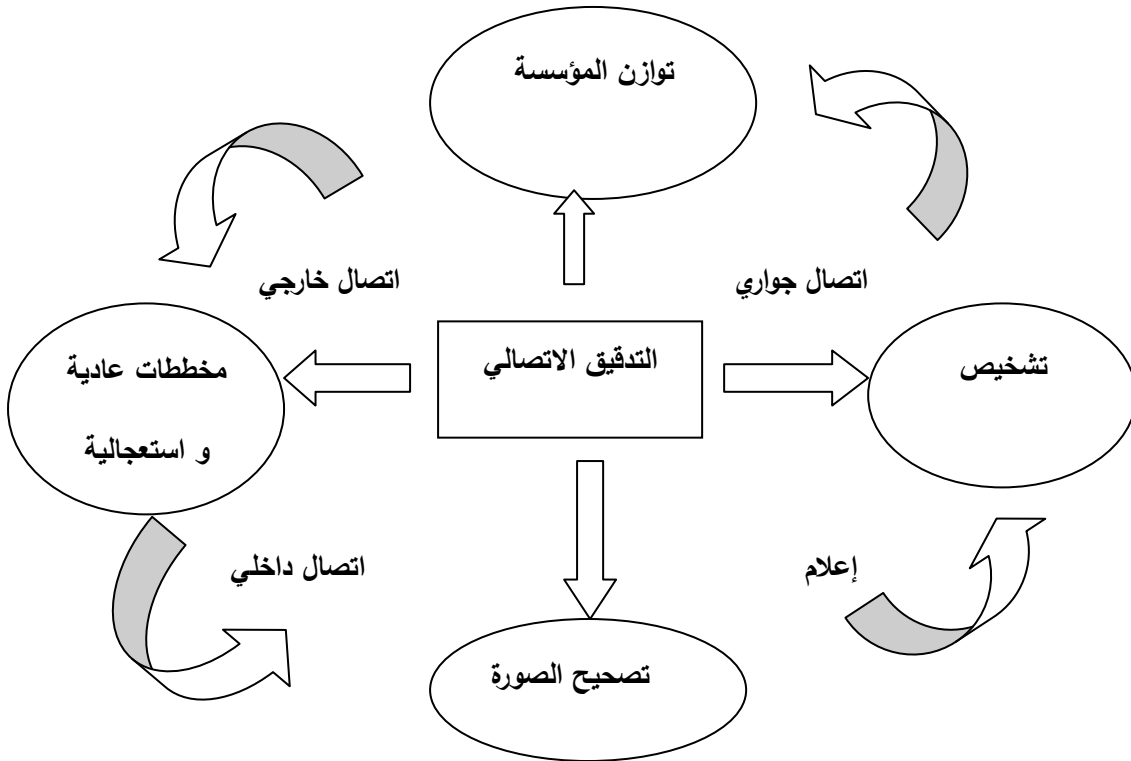 توازن المؤسسة
اتصال جواري
اتصال خارجي
تشخيص
التدقيق الاتصالي
مخططات عادية
و استعجالية
إعلام
اتصال داخلي
تصحيح الصورة